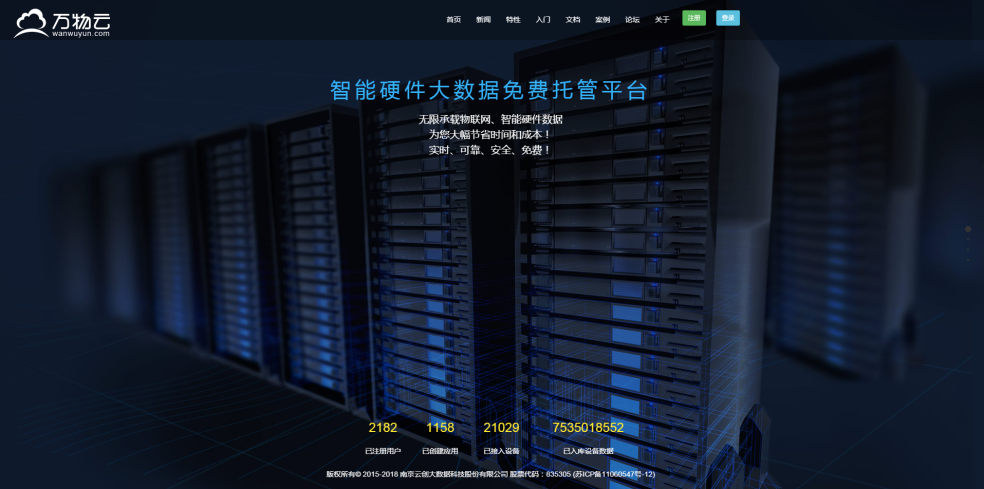 万物云
wanwuyun.com
首页 新闻 特性 入门 文档 案例 论坛 关于 注册 登录
智能硬件大数据免费托管平台
无限承载物联网、智能硬件数据
为您大幅节省时间和成本！
实时、可靠、安全、免费！
2182 1158 21029 7535018552
已注册用户 已创建应用 已接入设备 已入库设备数据
版权所有© 2015-2018 南京云创大数据科技股份有限公司 股票代码：835305 (苏ICP备11060547号-12)